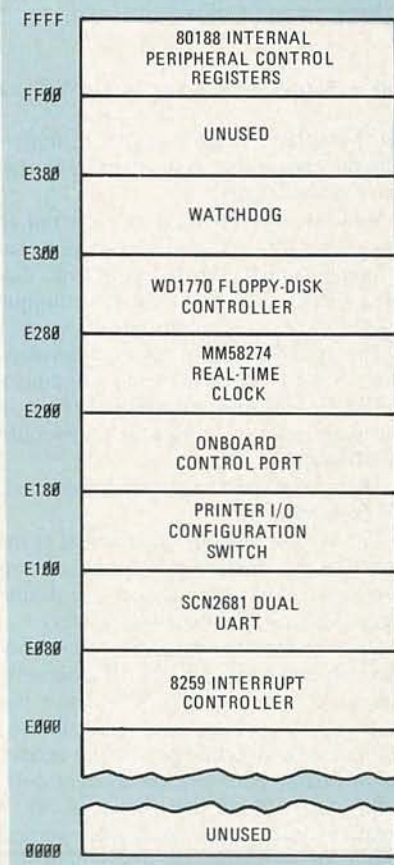 FFFF
80188 INTERNAL
PERIPHERAL CONTROL
REGISTERS
FF00
UNUSED
E380
WATCHDOG
E300
WD1770 FLOPPY-DISK
CONTROLLER
E280
MM58274
REAL-TIME
CLOCK
E200
ONBOARD
CONTROL PORT
E180
PRINTER I/O
CONFIGURATION
SWITCH
E100
SCN2681 DUAL
UART
E080
8259 INTERRUPT
CONTROLLER
E000
UNUSED
0000